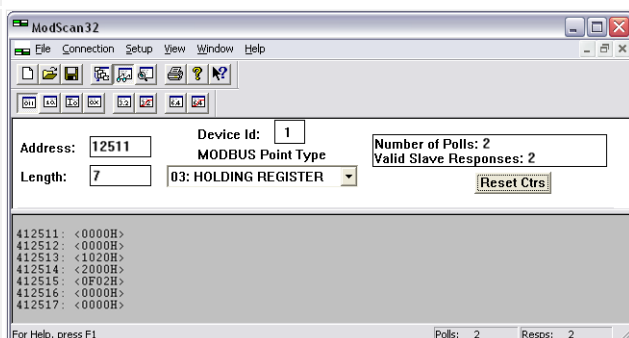 ModScan32
File Connection Setup View Window Help
Address: 12511
Device Id: 1
MODBUS Point Type
Length: 7
03: HOLDING REGISTER
Number of Polls: 2
Valid Slave Responses: 2
Reset Ctrs
412511: <0000H>
412512: <0000H>
412513: <1020H>
412514: <2000H>
412515: <0F02H>
412516: <0000H>
412517: <0000H>
For Help, press F1
Polls: 2
Resps: 2